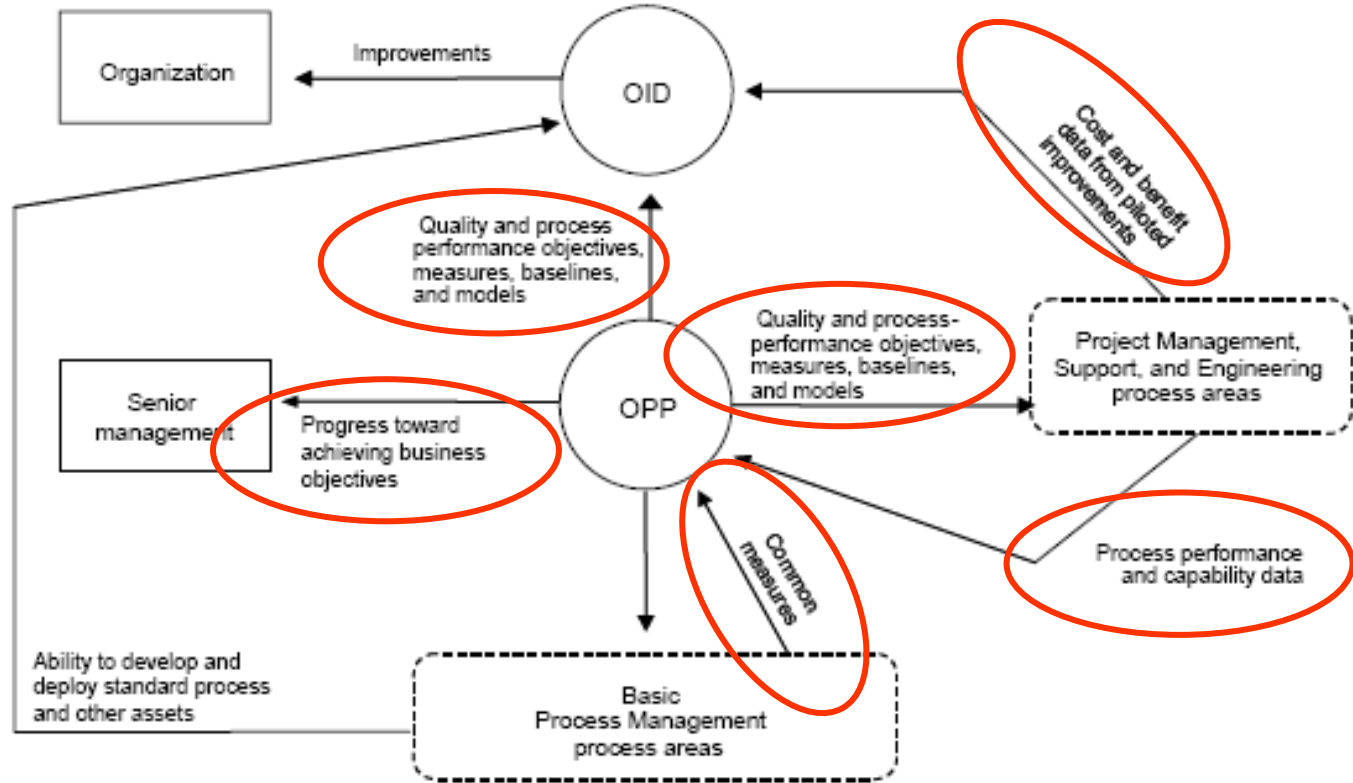 Organization
Improvements
OID
Cost and benefit
data from piloted
improvements
Quality and process
performance objectives,
measures, baselines,
and models
Quality and process-
performance objectives,
measures, baselines,
and models
Project Management,
Support, and Engineering
process areas
Senior
management
OPP
Progress toward
achieving business
objectives
Common
measures
Process performance
and capability data
Ability to develop and
deploy standard process
and other assets
Basic
Process Management
process areas